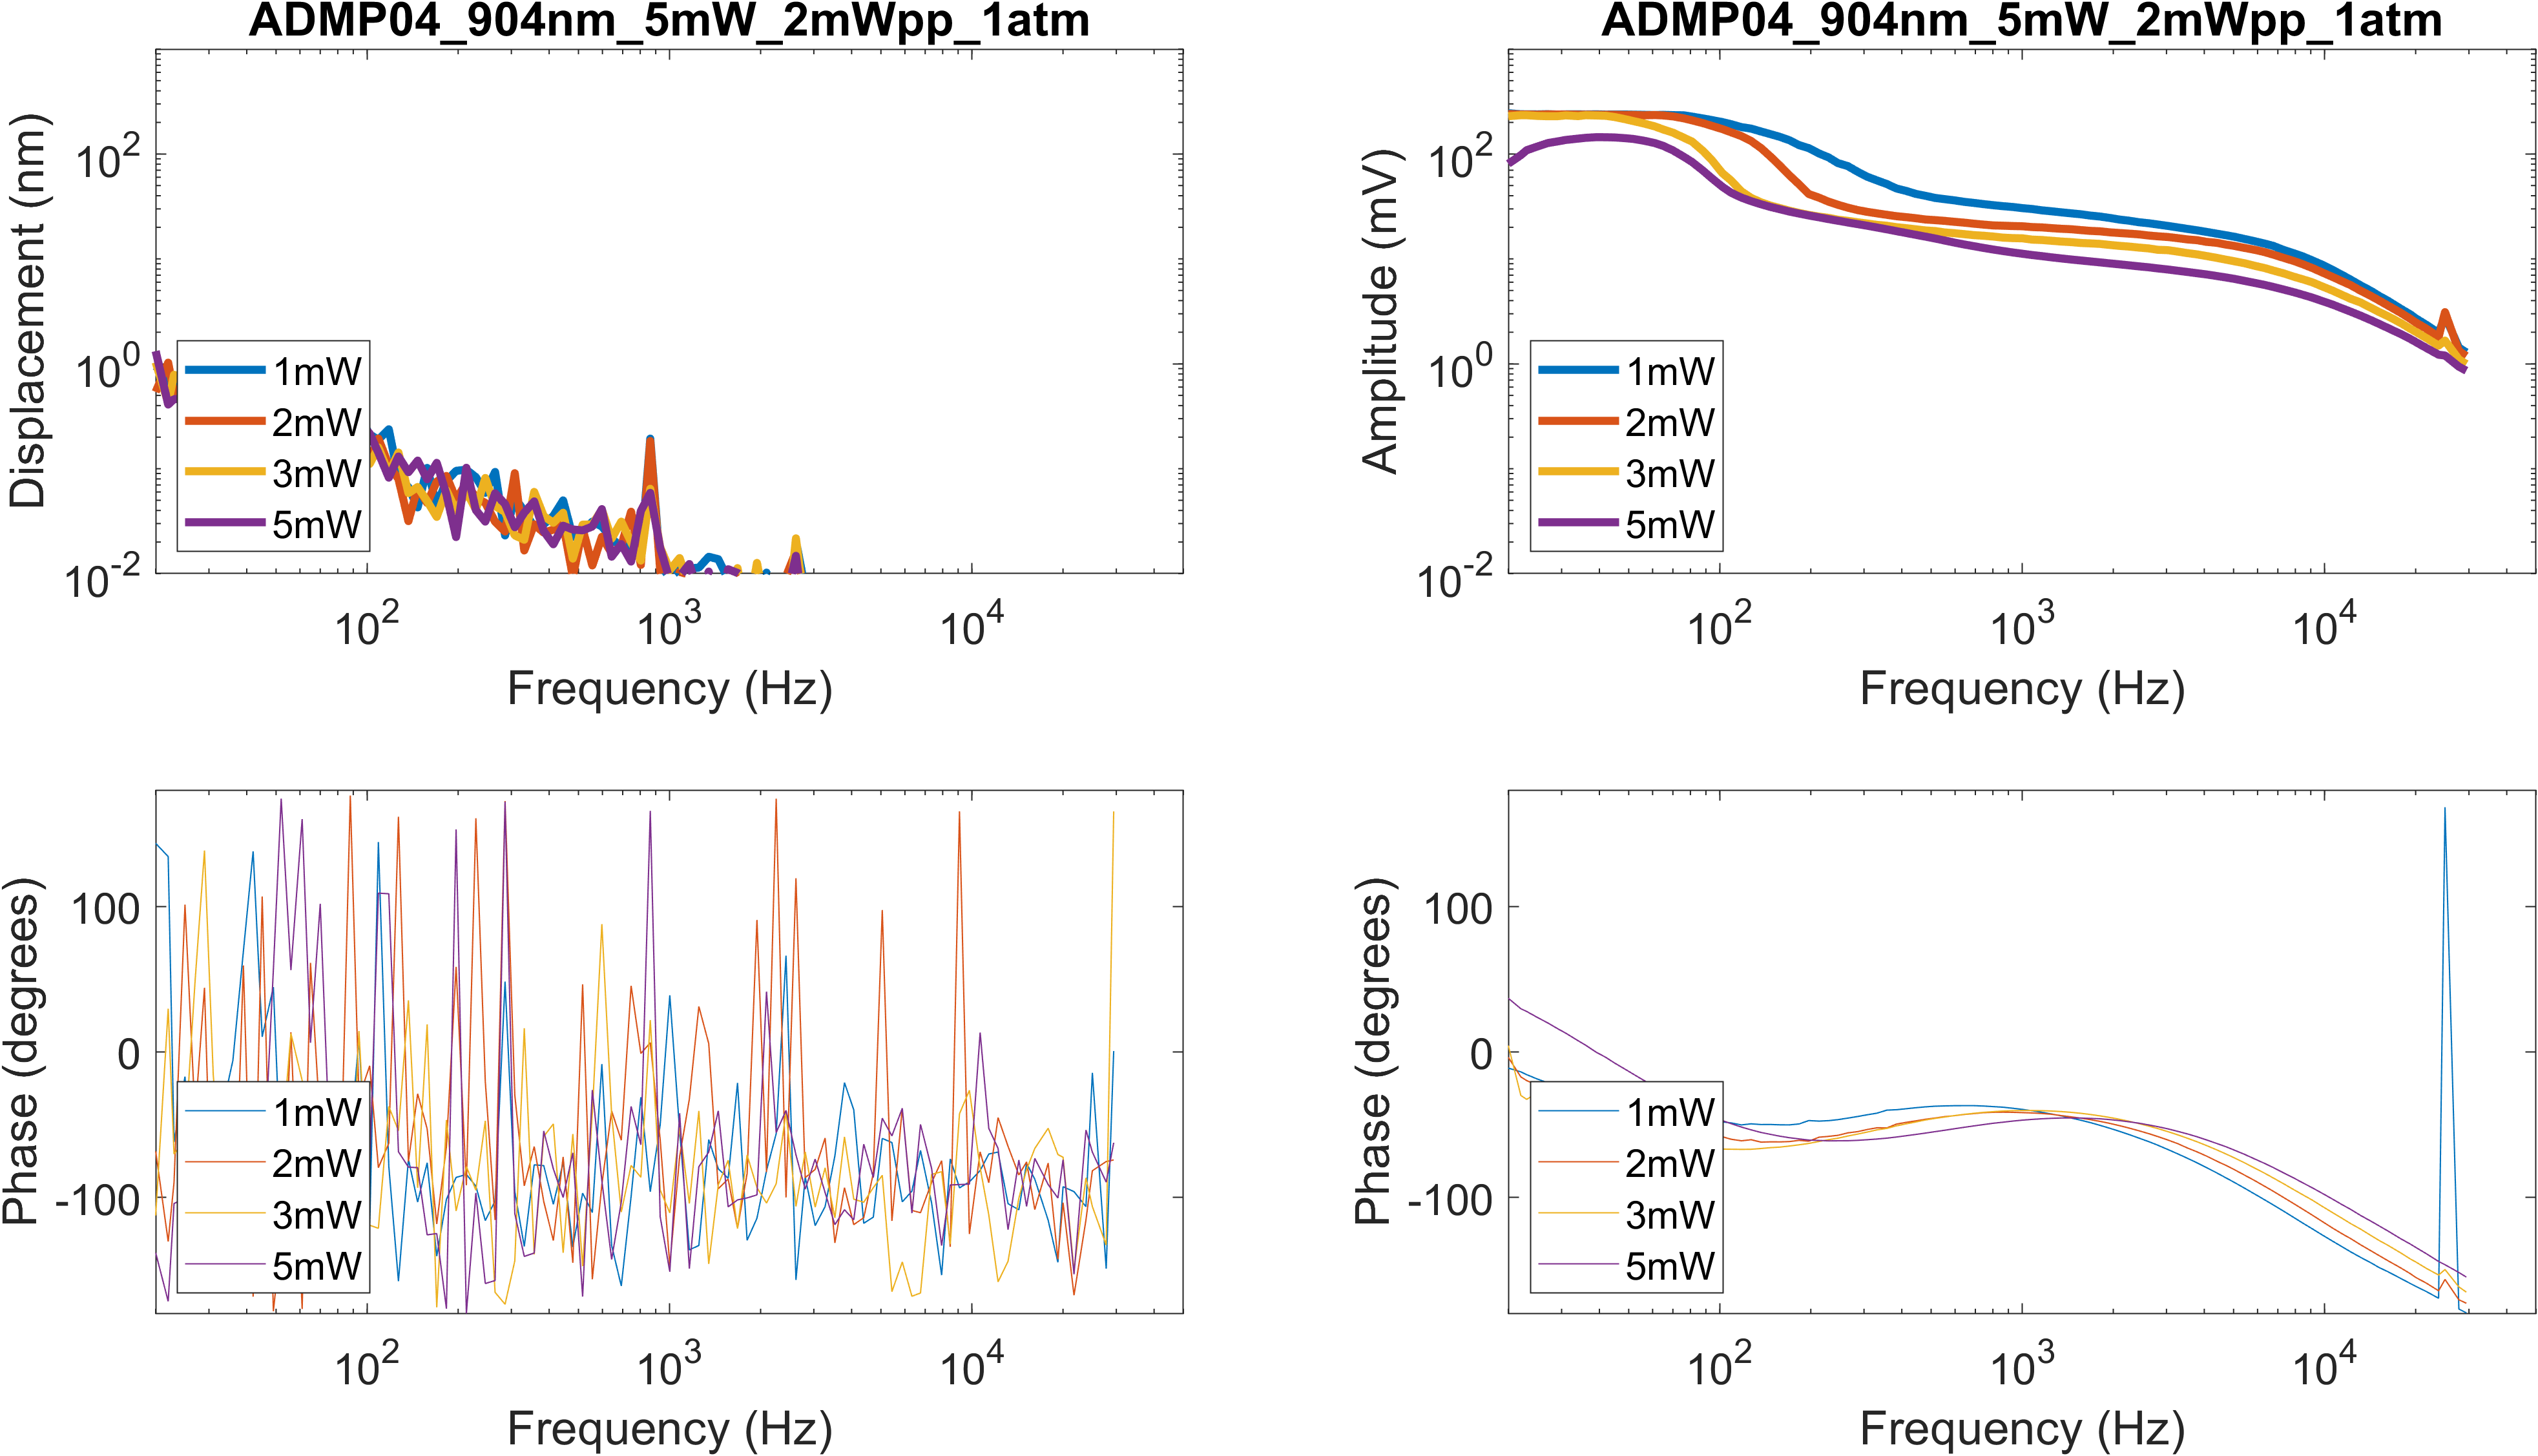 ADMP04_904nm_5mW_2mWpp_1atm
Displacement (nm)
10^2
10^0
10^-2
1mW
2mW
3mW
5mW
10^2 10^3 10^4
Frequency (Hz)
ADMP04_904nm_5mW_2mWpp_1atm
Amplitude (mV)
10^2
10^0
10^-2
1mW
2mW
3mW
5mW
10^2 10^3 10^4
Frequency (Hz)
Phase (degrees)
100
0
-100
1mW
2mW
3mW
5mW
10^2 10^3 10^4
Frequency (Hz)
Phase (degrees)
100
0
-100
1mW
2mW
3mW
5mW
10^2 10^3 10^4
Frequency (Hz)